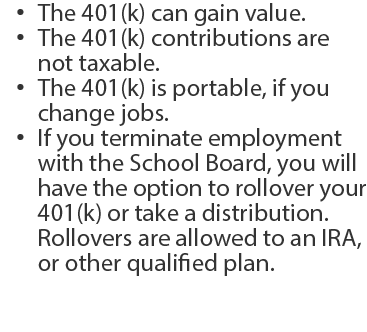 • The 401(k) can gain value.
• The 401(k) contributions are
not taxable.
• The 401(k) is portable, if you
change jobs.
• If you terminate employment
with the School Board, you will
have the option to rollover your
401(k) or take a distribution.
Rollovers are allowed to an IRA,
or other qualified plan.